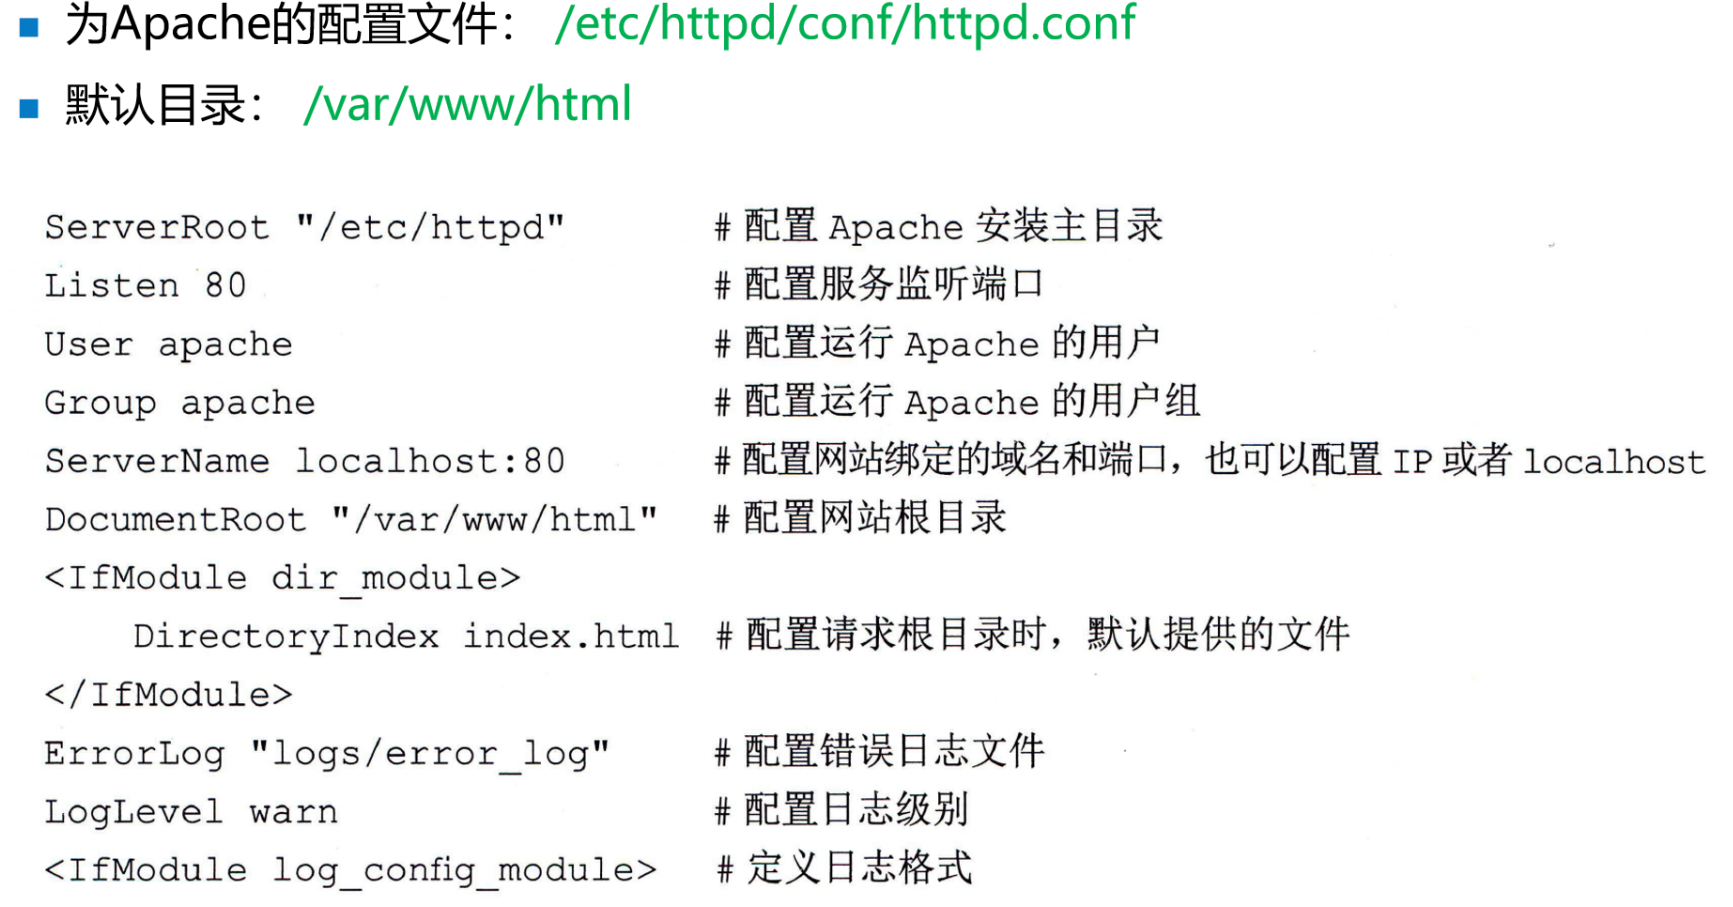 为Apache的配置文件： /etc/httpd/conf/httpd.conf
默认目录： /var/www/html
ServerRoot "/etc/httpd" # 配置 Apache 安装主目录
Listen 80 # 配置服务监听端口
User apache # 配置运行 Apache 的用户
Group apache # 配置运行 Apache 的用户组
ServerName localhost:80 # 配置网站绑定的域名和端口，也可以配置 IP 或者 localhost
DocumentRoot "/var/www/html" # 配置网站根目录
<IfModule dir_module>
DirectoryIndex index.html # 配置请求根目录时，默认提供的文件
</IfModule>
ErrorLog "logs/error_log" # 配置错误日志文件
LogLevel warn # 配置日志级别
<IfModule log_config_module> # 定义日志格式